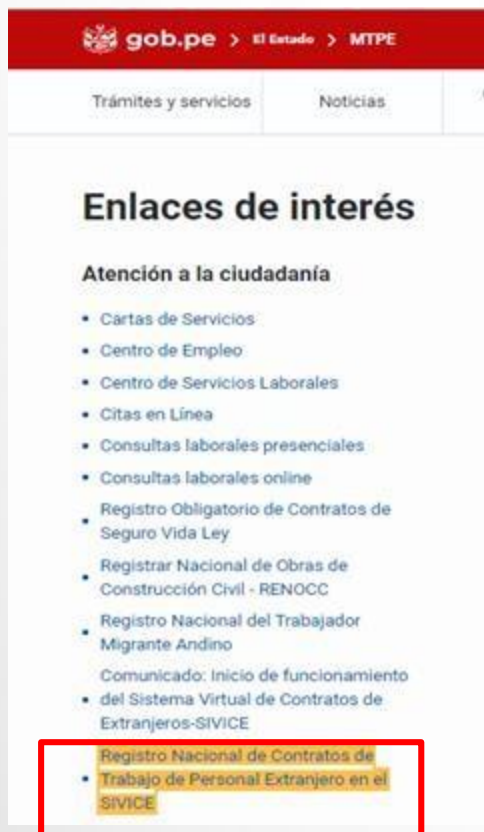 gob.pe > El Estado > MTPE
Trámites y servicios
Noticias
Enlaces de interés
Atención a la ciudadanía
• Cartas de Servicios
• Centro de Empleo
• Centro de Servicios Laborales
• Citas en Línea
• Consultas laborales presenciales
• Consultas laborales online
• Registro Obligatorio de Contratos de
Seguro Vida Ley
• Registrar Nacional de Obras de
Construcción Civil - RENOCC
• Registro Nacional del Trabajador
Migrante Andino
Comunicado: Inicio de funcionamiento
• del Sistema Virtual de Contratos de
Extranjeros-SIVICE
Registro Nacional de Contratos de
• Trabajo de Personal Extranjero en el
SIVICE